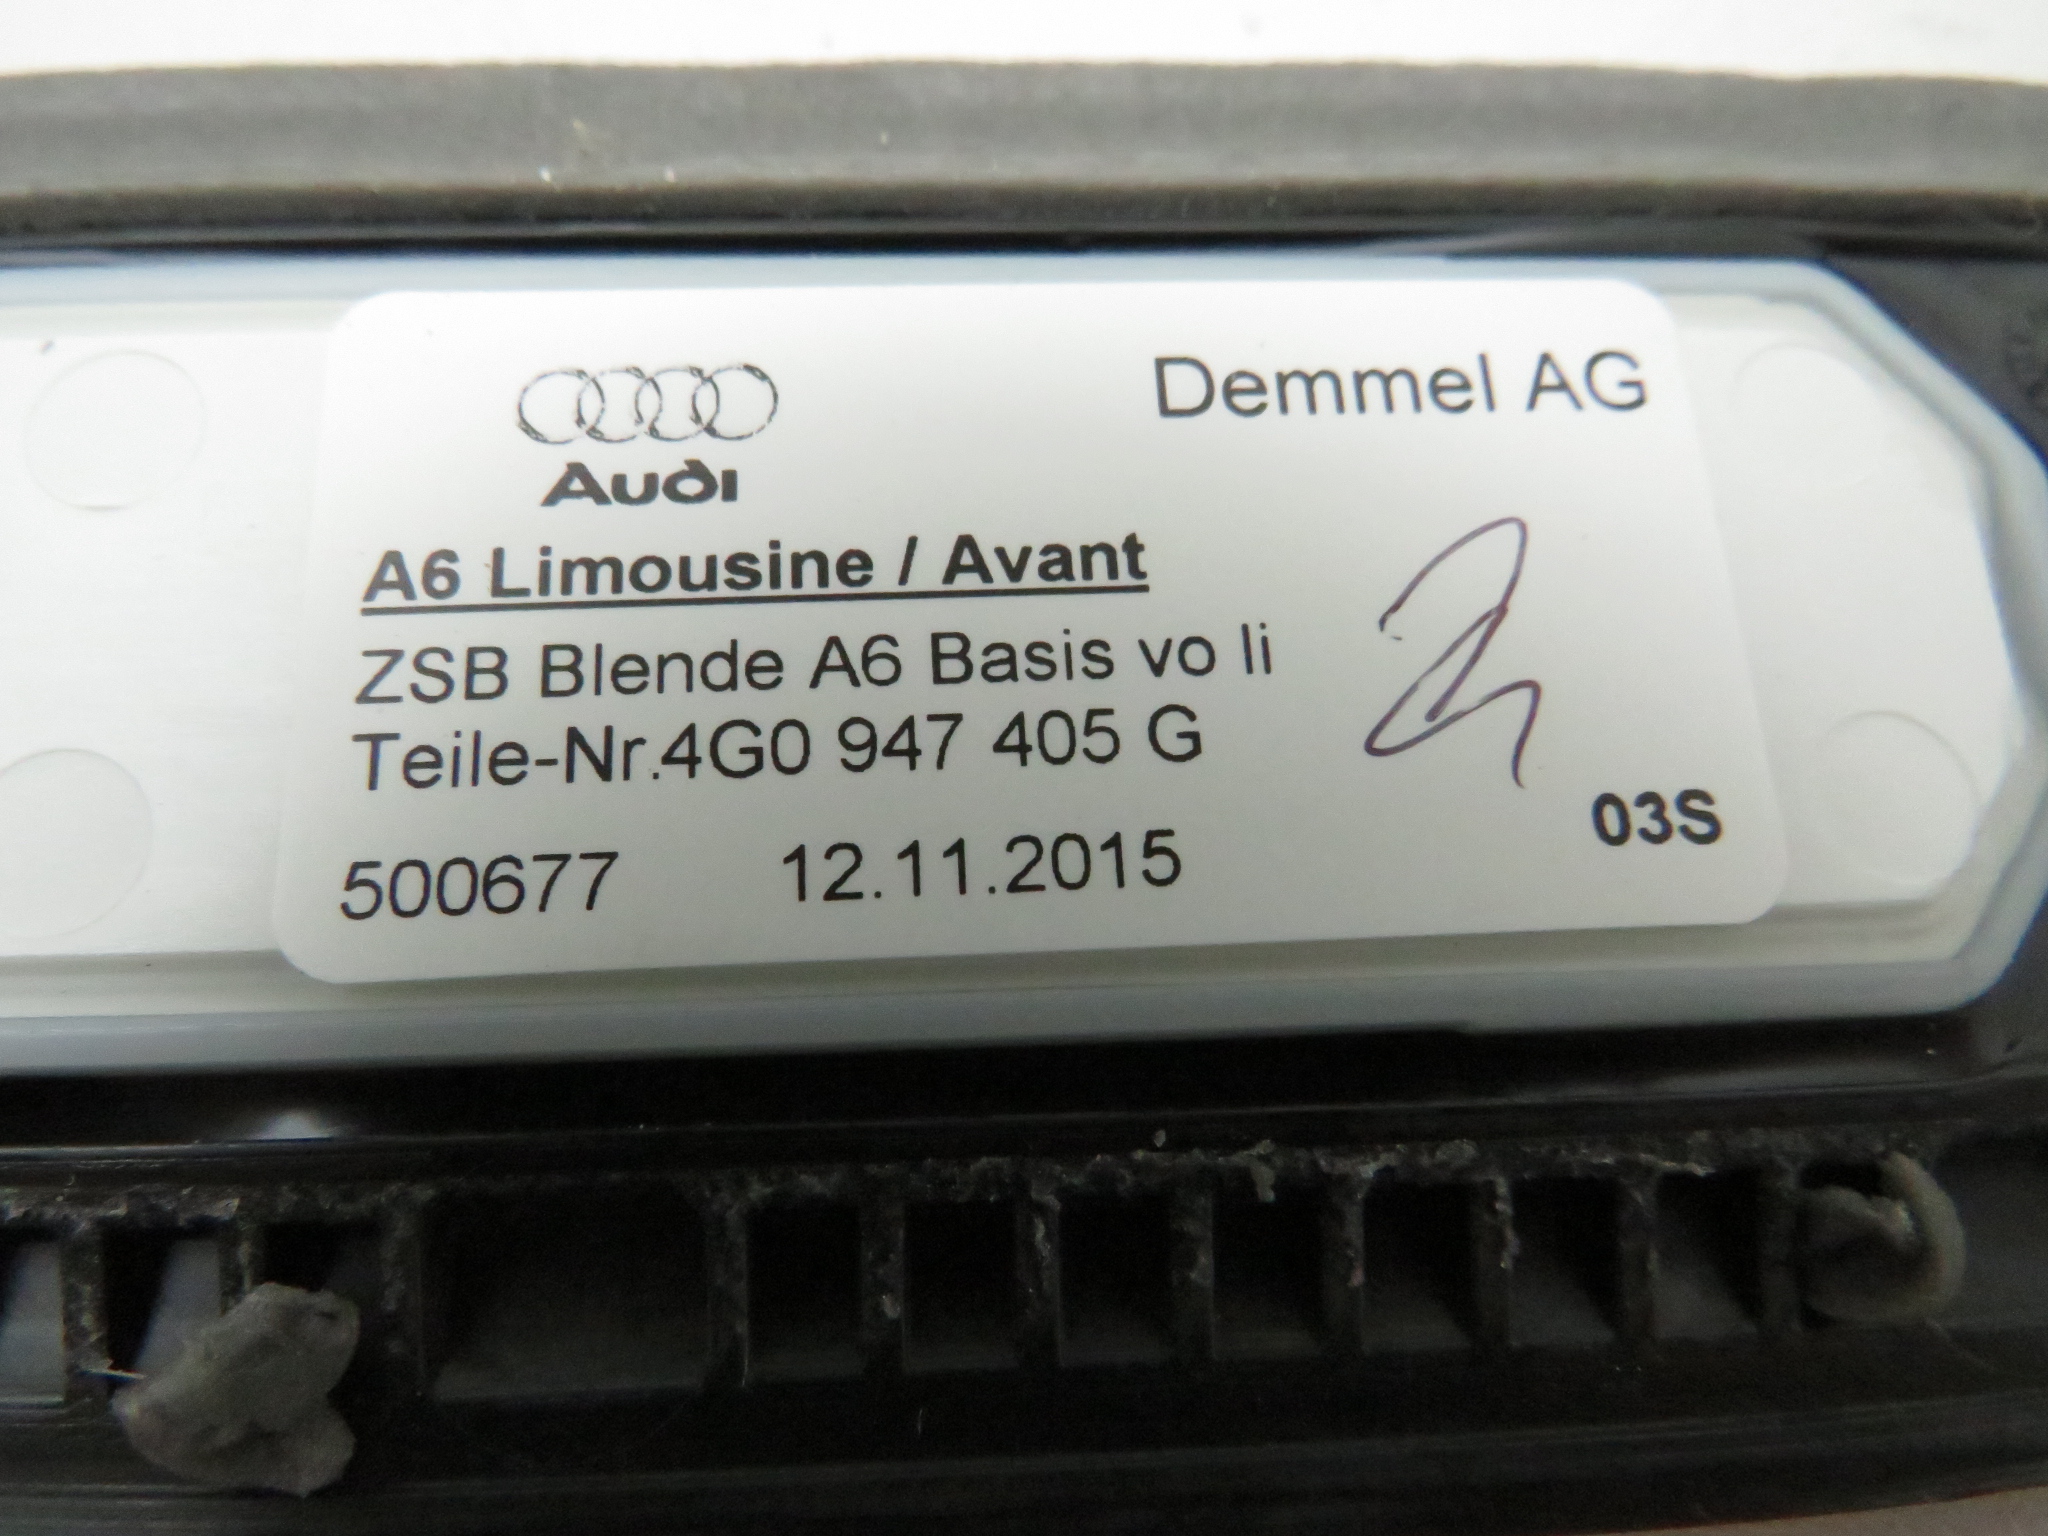 Demmel AG
Audi
A6 Limousine / Avant
ZSB Blende A6 Basis vo li
Teile-Nr.4G0 947 405 G
03S
500677 12.11.2015